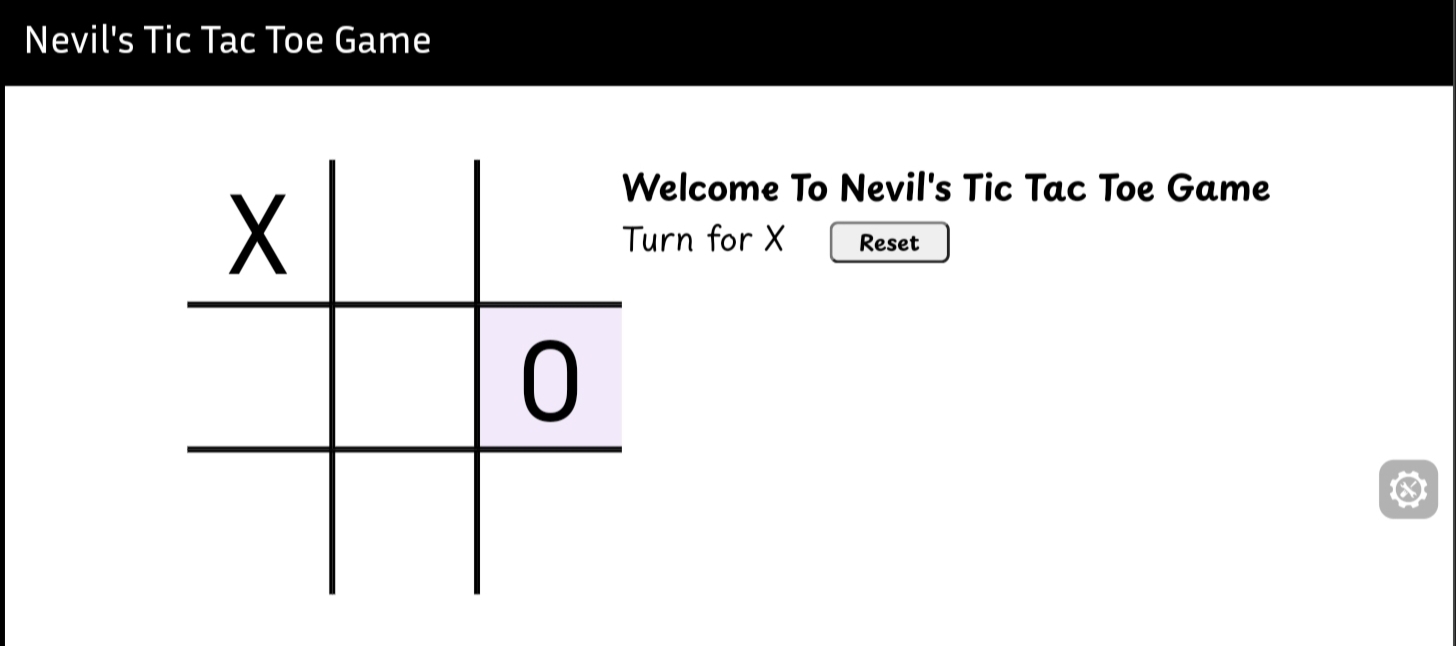 Nevil's Tic Tac Toe Game
Welcome To Nevil's Tic Tac Toe Game
Turn for X Reset
X
0